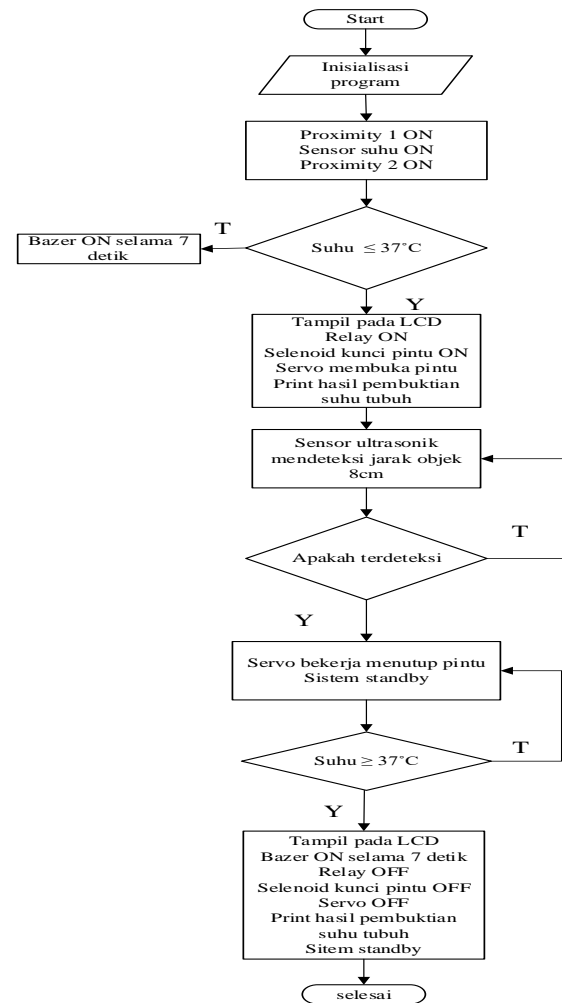 Start
Inisialisasi
program
Proximity 1 ON
Sensor suhu ON
Proximity 2 ON
Suhu ≤ 37˚C
T
Bazer ON selama 7
detik
Y
Tampil pada LCD
Relay ON
Selenoid kunci pintu ON
Servo membuka pintu
Print hasil pembuktian
suhu tubuh
Sensor ultrasonik
mendeteksi jarak objek
8cm
Apakah terdeteksi
T
Y
Servo bekerja menutup pintu
Sistem standby
Suhu ≥ 37˚C
T
Y
Tampil pada LCD
Bazer ON selama 7 detik
Relay OFF
Selenoid kunci pintu OFF
Servo OFF
Print hasil pembuktian
suhu tubuh
Sitem standby
selesai